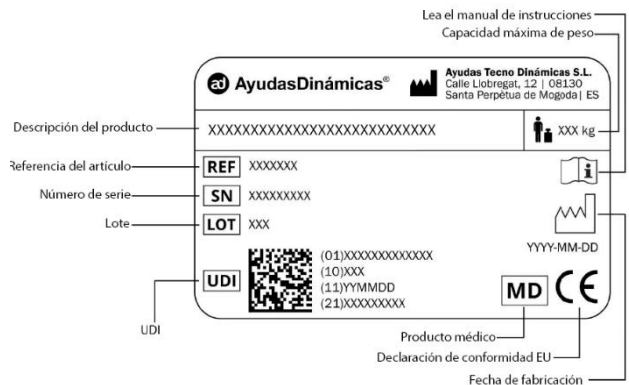 Lea el manual de instrucciones
Capacidad máxima de peso
ad AyudasDinámicas®
Ayudas Tecno Dinámicas S.L.
Calle Llobregat, 12 | 08130
Santa Perpètua de Mogoda| ES
Descripción del producto
XXXXXXXXXXXXXXXXXXXXXXXXXXX
XXX kg
Referencia del artículo
REF XXXXXXX
Número de serie
SN XXXXXXXXX
Lote
LOT XXX
YYYY-MM-DD
UDI
(01)XXXXXXXXXXXXX
(10)XXX
(11)YYMMDD
(21)XXXXXXXXX
MD CE
UDI
Producto médico
Declaración de conformidad EU
Fecha de fabricación